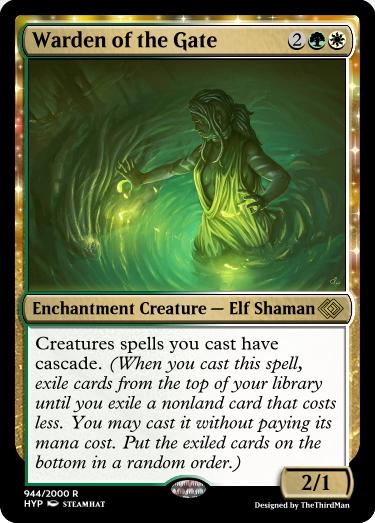 Warden of the Gate 2
Enchantment Creature — Elf Shaman
Creatures spells you cast have
cascade. (When you cast this spell,
exile cards from the top of your library
until you exile a nonland card that costs
less. You may cast it without paying its
mana cost. Put the exiled cards on the
bottom in a random order.)
2/1
944/2000 R
HYP STEAMHAT Designed by TheThirdMan